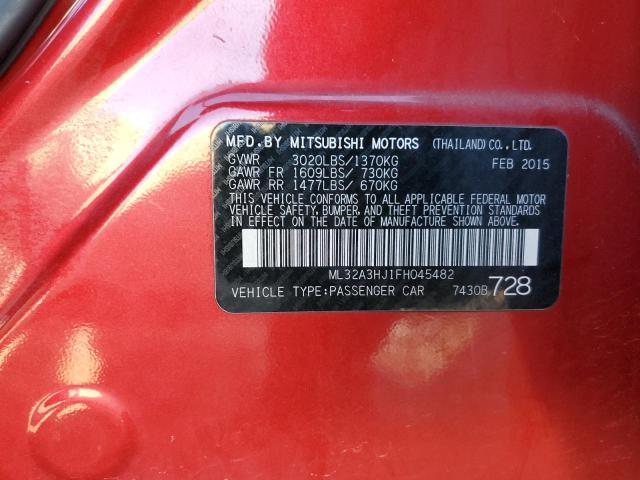 MFD.BY MITSUBISHI MOTORS (THAILAND) CO.,LTD.
GVWR 3020LBS/1370KG FEB 2015
GAWR FR 1609LBS/ 730KG
GAWR RR 1477LBS/ 670KG
THIS VEHICLE CONFORMS TO ALL APPLICABLE FEDERAL MOTOR
VEHICLE SAFETY, BUMPER, AND THEFT PREVENTION STANDARDS
IN EFFECT ON THE DATE OF MANUFACTURE SHOWN ABOVE.
ML32A3HJ1FH045482
VEHICLE TYPE:PASSENGER CAR 7430B 728